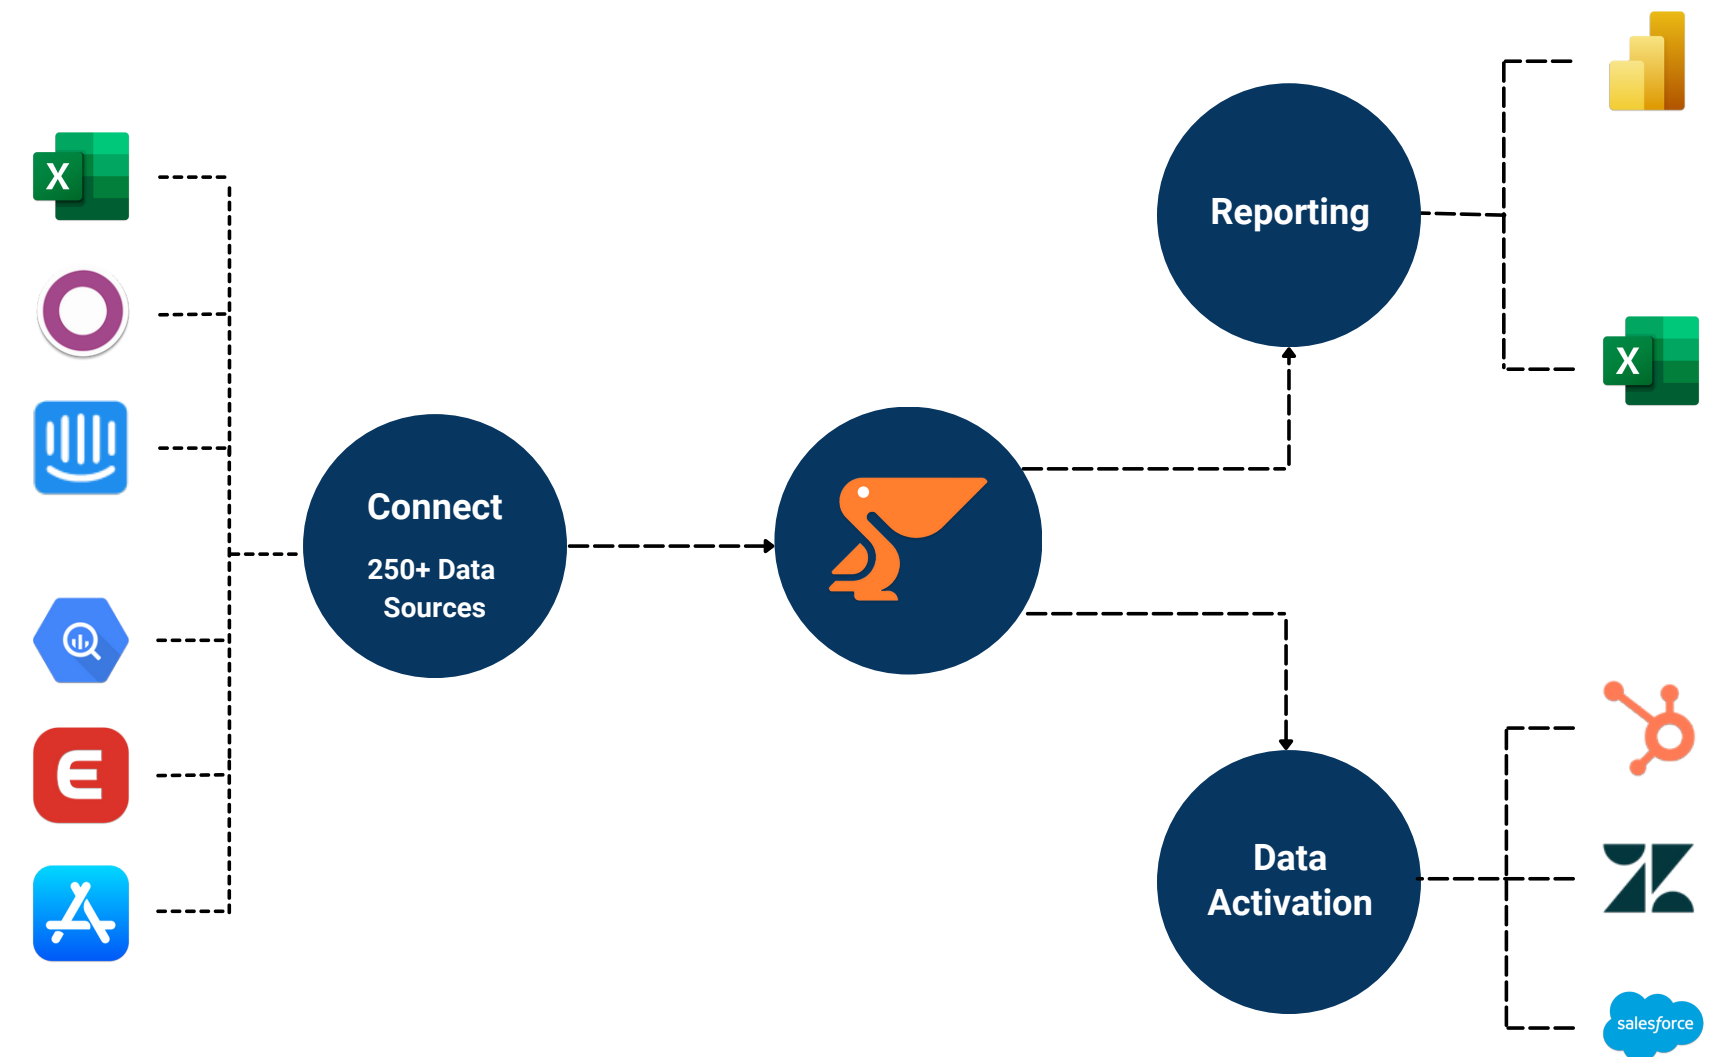 X
Connect
250+ Data
Sources
E
Reporting
X
Data
Activation
salesforce